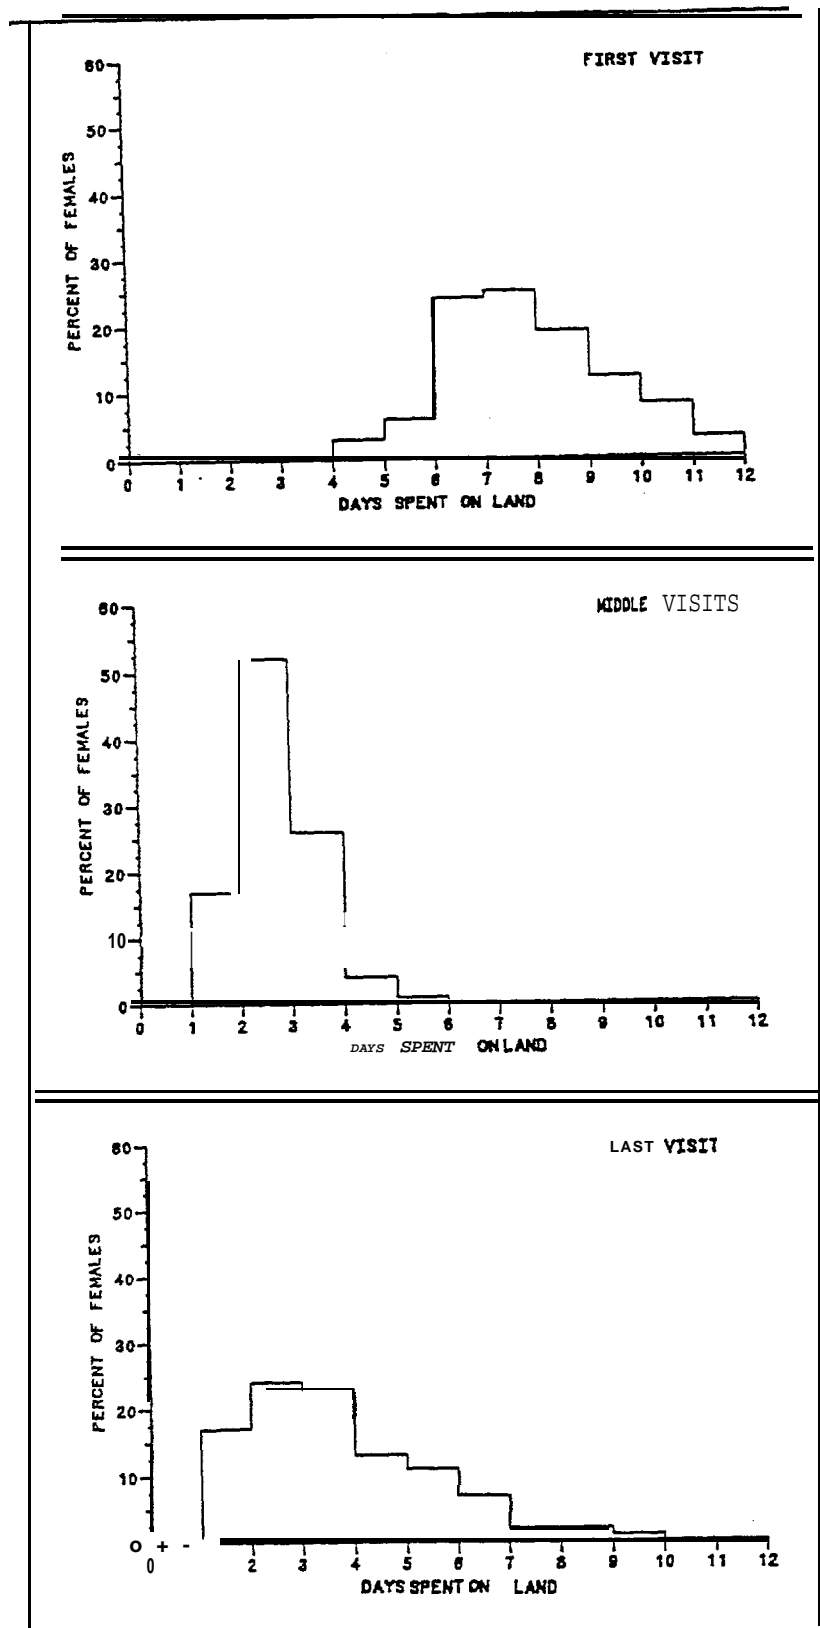 FIRST VISIT
60
50
40
30
20
10
0
PERCENT OF FEMALES
0 1 2 3 4 5 6 7 8 9 10 11 12
DAYS SPENT ON LAND
MIDDLE VISITS
60
50
40
30
20
10
0
PERCENT OF FEMALES
0 1 2 3 4 5 6 7 8 9 10 11 12
DAYS SPENT ON LAND
LAST VISIT
60
50
40
30
20
10
PERCENT OF FEMALES
0 + -
0 2 3 4 5 6 7 8 9 10 11 12
DAYS SPENT ON LAND